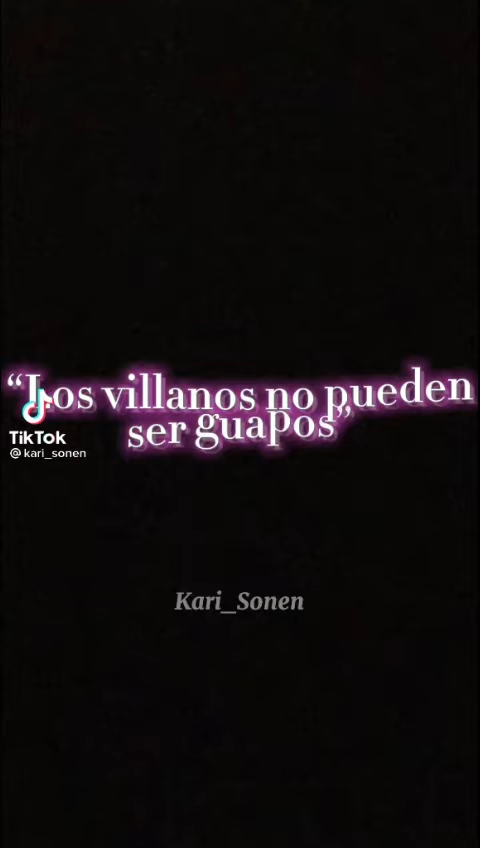 “Los villanos no pueden
ser guapos”
TikTok
@kari_sonen
Kari_Sonen